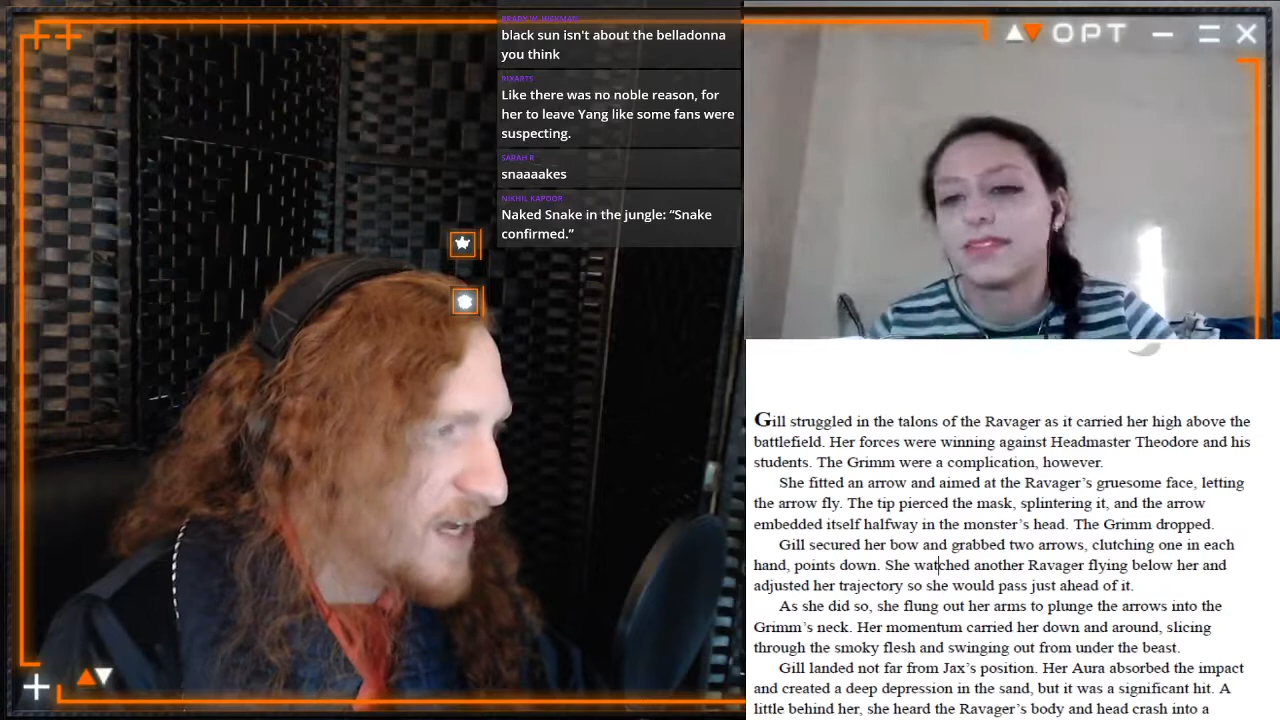 BRADY W. HICKMAN
black sun isn't about the belladonna
you think
NIXARTS
Like there was no noble reason, for
her to leave Yang like some fans were
suspecting.
SARAH R
snaaaakes
NIKHIL KAPOOR
Naked Snake in the jungle: “Snake
confirmed.”
OPT
Gill struggled in the talons of the Ravager as it carried her high above the
battlefield. Her forces were winning against Headmaster Theodore and his
students. The Grimm were a complication, however.
She fitted an arrow and aimed at the Ravager’s gruesome face, letting
the arrow fly. The tip pierced the mask, splintering it, and the arrow
embedded itself halfway in the monster’s head. The Grimm dropped.
Gill secured her bow and grabbed two arrows, clutching one in each
hand, points down. She watched another Ravager flying below her and
adjusted her trajectory so she would pass just ahead of it.
As she did so, she flung out her arms to plunge the arrows into the
Grimm’s neck. Her momentum carried her down and around, slicing
through the smoky flesh and swinging out from under the beast.
Gill landed not far from Jax’s position. Her Aura absorbed the impact
and created a deep depression in the sand, but it was a significant hit. A
little behind her, she heard the Ravager’s body and head crash into a